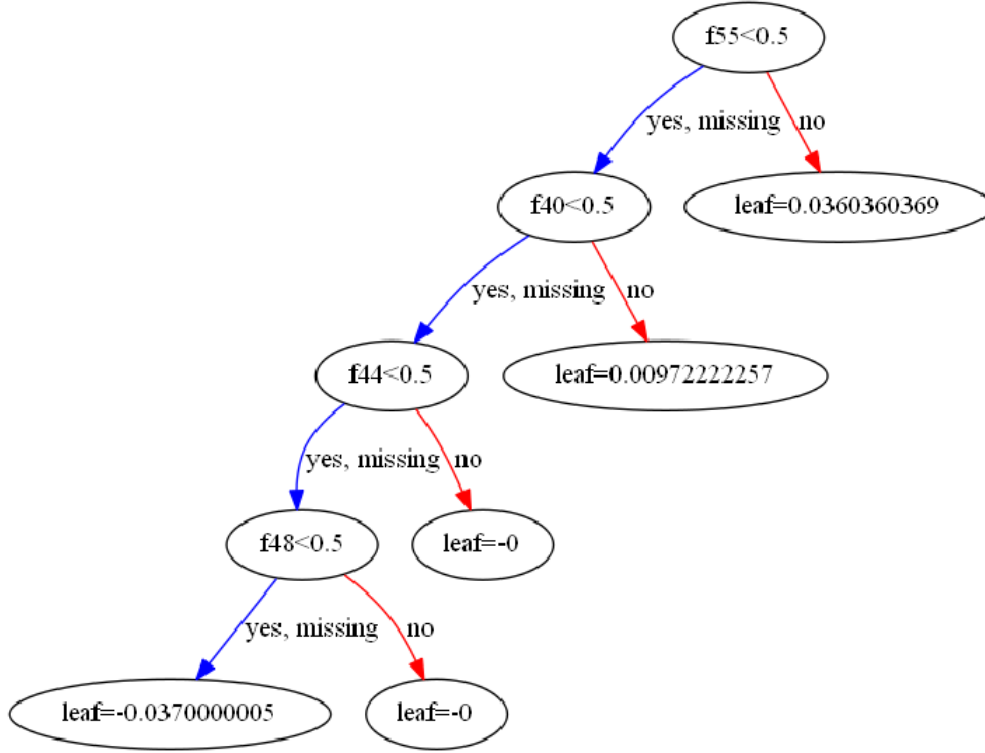 f55<0.5
yes, missing no
f40<0.5
leaf=0.0360360369
yes, missing no
f44<0.5
leaf=0.00972222257
yes, missing no
f48<0.5
leaf=-0
yes, missing no
leaf=-0.0370000005
leaf=-0